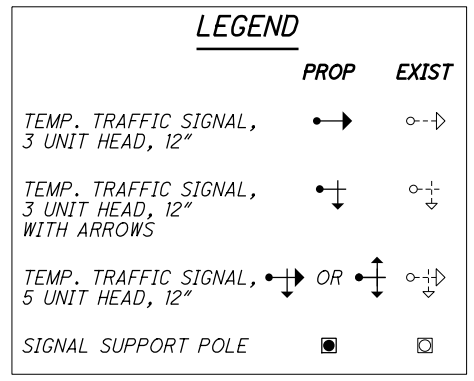 LEGEND
PROP EXIST
TEMP. TRAFFIC SIGNAL,
3 UNIT HEAD, 12"
TEMP. TRAFFIC SIGNAL,
3 UNIT HEAD, 12"
WITH ARROWS
TEMP. TRAFFIC SIGNAL, OR
5 UNIT HEAD, 12"
SIGNAL SUPPORT POLE